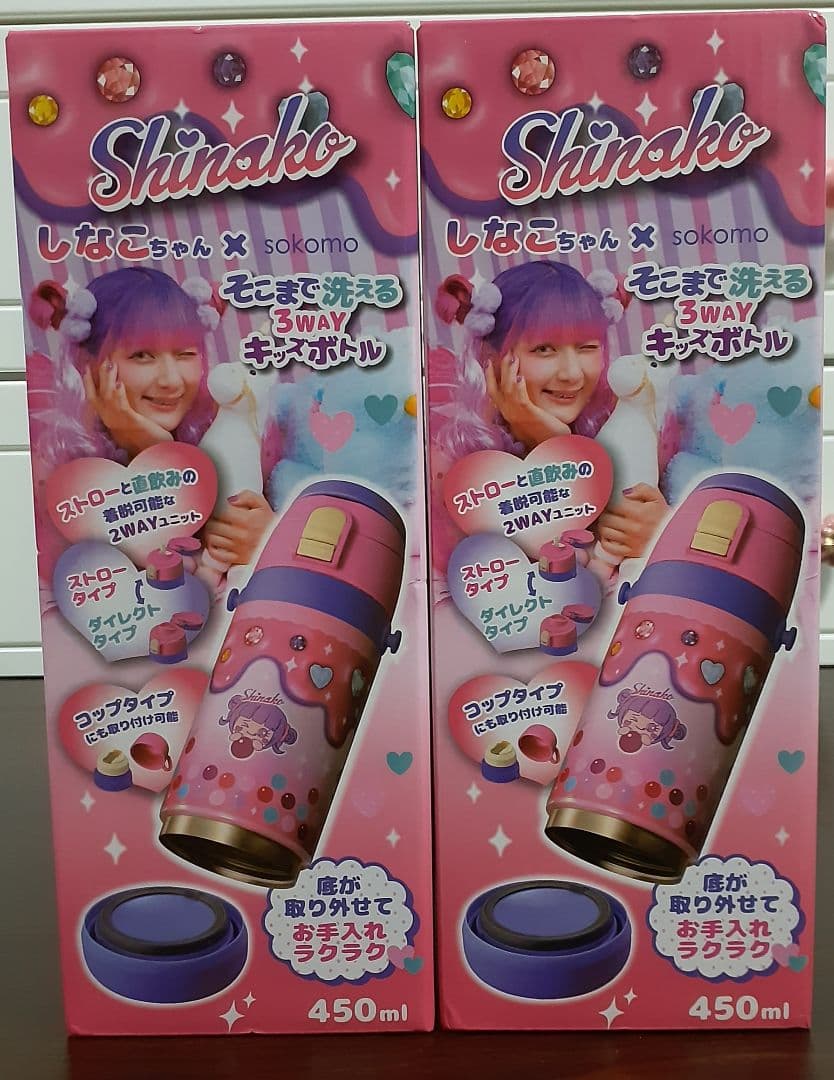 Shinako
しなこちゃん × sokomo
そこまで洗える
3WAY
キッズボトル
ストローと直飲みの
着脱可能な
2WAYユニット
ストロー
タイプ
ダイレクト
タイプ
コップタイプ
にも取り付け可能
Shinako
底が
取り外せて
お手入れ
ラクラク
450ml
Shinako
しなこちゃん × sokomo
そこまで洗える
3WAY
キッズボトル
ストローと直飲みの
着脱可能な
2WAYユニット
ストロー
タイプ
ダイレクト
タイプ
コップタイプ
にも取り付け可能
Shinako
底が
取り外せて
お手入れ
ラクラク
450ml